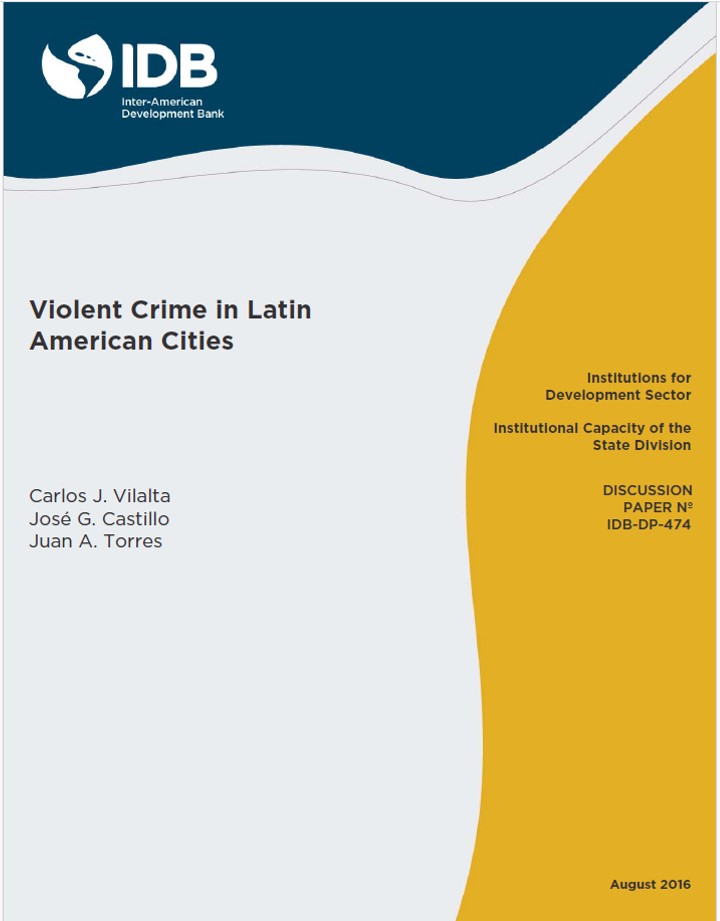 IDB
Inter-American
Development Bank
Violent Crime in Latin
American Cities
Institutions for
Development Sector
Institutional Capacity of the
State Division
Carlos J. Vilalta
José G. Castillo
Juan A. Torres
DISCUSSION
PAPER Nº
IDB-DP-474
August 2016